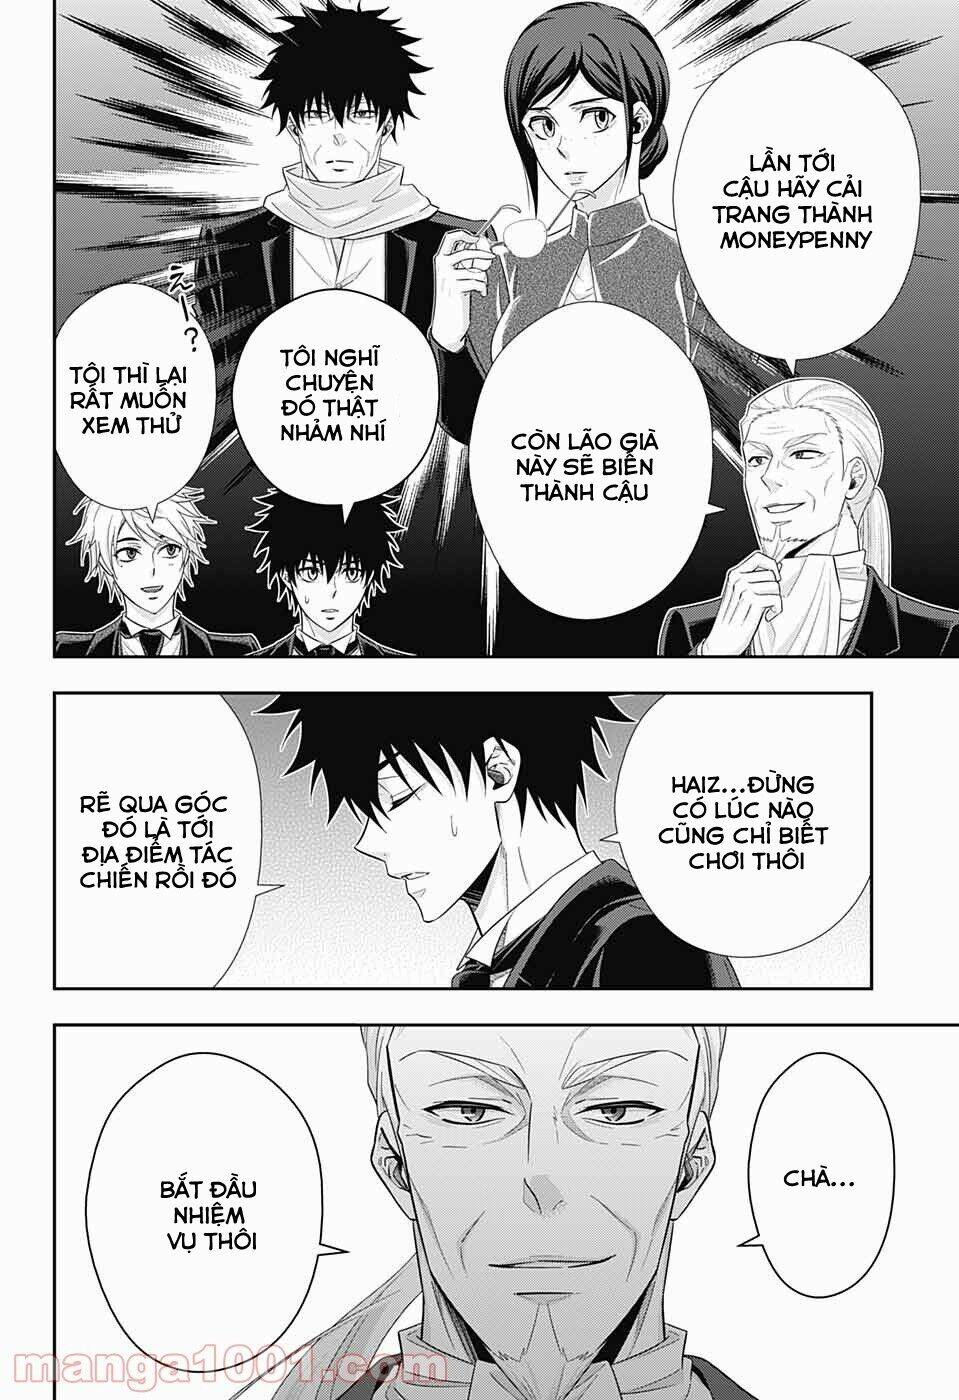 LẦN TỚI
CẬU HÃY CẢI
TRANG THÀNH
MONEYPENNY
CÒN LÃO GIÀ
NÀY SẼ BIẾN
THÀNH CẬU
TÔI NGHĨ
CHUYỆN
ĐÓ THẬT
NHẢM NHÍ
えー?
TÔI THÌ LẠI
RẤT MUỐN
XEM THỬ
HAIZ...ĐỪNG
CÓ LÚC NÀO
CŨNG CHỈ BIẾT
CHƠI THÔI
RẼ QUA GÓC
ĐÓ LÀ TỚI
ĐỊA ĐIỂM TÁC
CHIẾN RỒI ĐÓ
CHÀ...
BẮT ĐẦU
NHIỆM
VỤ THÔI
manga1001.com